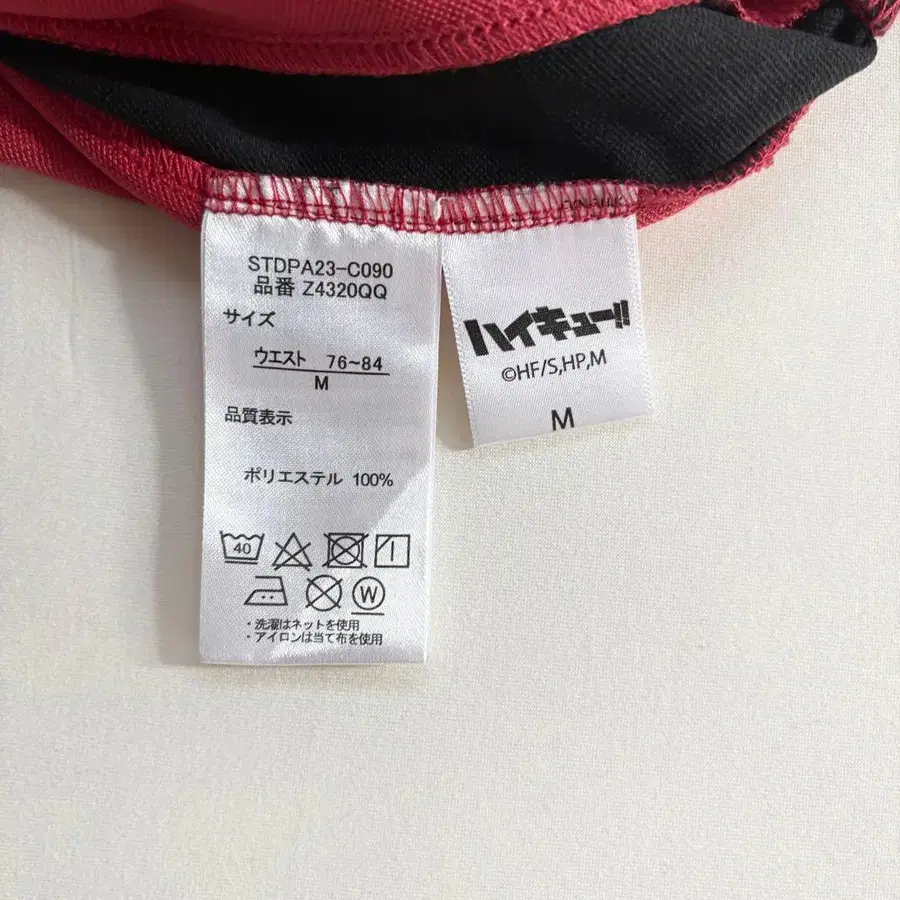 STDPA23-C090
品番 Z4320QQ
サイズ
ウエスト 76~84
M
品質表示
ポリエステル 100%
40
W
・洗濯はネットを使用
・アイロンは当て布を使用
ハイキュー!!
©HF/S,HP,M
M